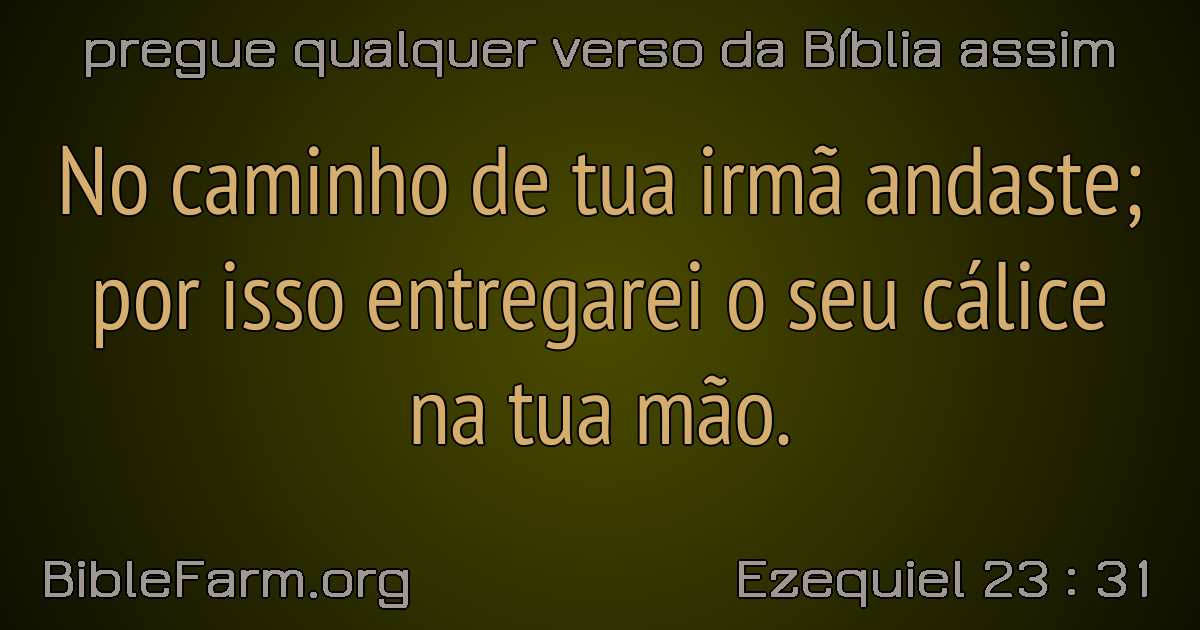 pregue qualquer verso da Bíblia assim
No caminho de tua irmã andaste;
por isso entregarei o seu cálice
na tua mão.
BibleFarm.org
Ezequiel 23 : 31